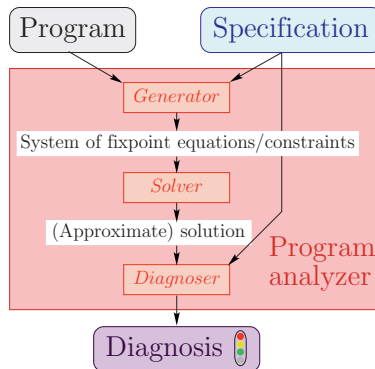 Program
Specification
Generator
System of fixpoint equations/constraints
Solver
(Approximate) solution
Program
analyzer
Diagnoser
Diagnosis